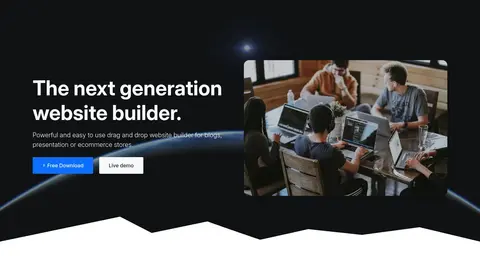 The next generation
website builder.
Powerful and easy to use drag and drop website builder for blogs,
presentation or ecommerce stores.
+ Free Download
Live demo